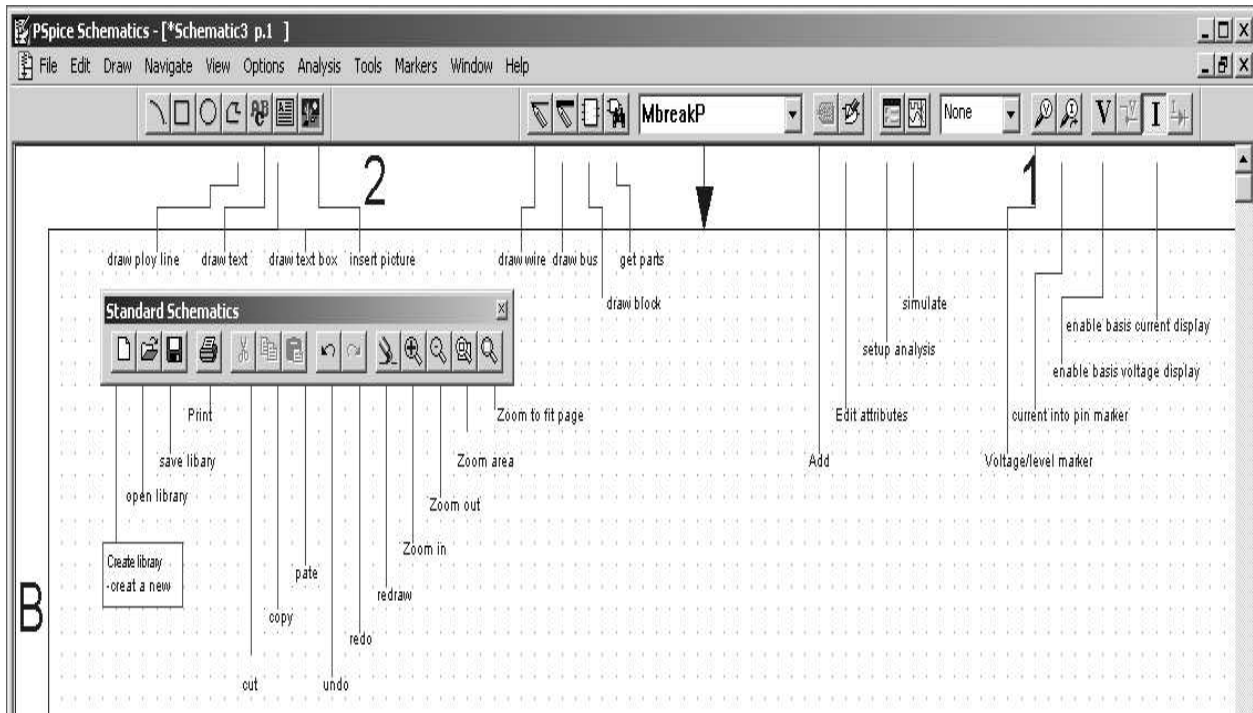 PSpice Schematics - [*Schematic3 p.1 ]
File Edit Draw Navigate View Options Analysis Tools Markers Window Help
MbreakP
None
V
I
2
1
draw ploy line draw text draw text box insert picture draw wire draw bus get parts
draw block
Standard Schematics
simulate
enable basis current display
setup analysis
enable basis voltage display
Print
Zoom to fit page
Edit attributes
current into pin marker
save libary
Zoom area
Add
Voltage/level marker
open library
Zoom out
Zoom in
Create library
-creat a new
pate
redraw
B
copy
redo
cut
undo